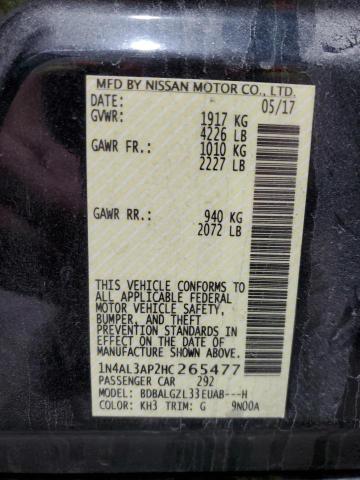 MFD BY NISSAN MOTOR CO., LTD.
DATE: 05/17
GVWR: 1917 KG
4226 LB
GAWR FR.: 1010 KG
2227 LB
GAWR RR.: 940 KG
2072 LB
THIS VEHICLE CONFORMS TO
ALL APPLICABLE FEDERAL
MOTOR VEHICLE SAFETY,
BUMPER, AND THEFT
PREVENTION STANDARDS IN
EFFECT ON THE DATE OF
MANUFACTURE SHOWN ABOVE.
1N4AL3AP2HC265477
PASSENGER CAR 292
MODEL: BDBALGZL33EUAB---H
COLOR: KH3 TRIM: G 9N00A